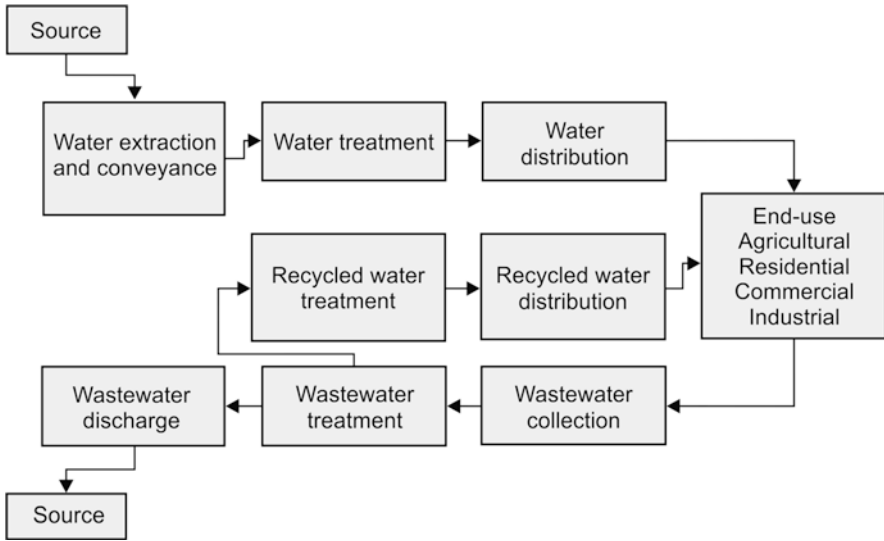 Source
Water extraction
and conveyance
Water treatment
Water
distribution
End-use
Agricultural
Residential
Commercial
Industrial
Recycled water
treatment
Recycled water
distribution
Wastewater
discharge
Wastewater
treatment
Wastewater
collection
Source